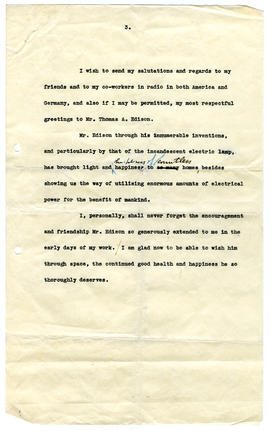 3.
I wish to send my salutations and regards to my
friends and to my co-workers in radio in both America and
Germany, and also if I may be permitted, my most respectful
greetings to Mr. Thomas A. Edison.
Mr. Edison through his innumerable inventions,
and particularly by that of the incandescent electric lamp,
countless
has brought light and happiness to so many homes besides
showing us the way of utilizing enormous amounts of electrical
power for the benefit of mankind.
I, personally, shall never forget the encouragement
and friendship Mr. Edison so generously extended to me in the
early days of my work. I am glad now to be able to wish him
through space, the continued good health and happiness he so
thoroughly deserves.